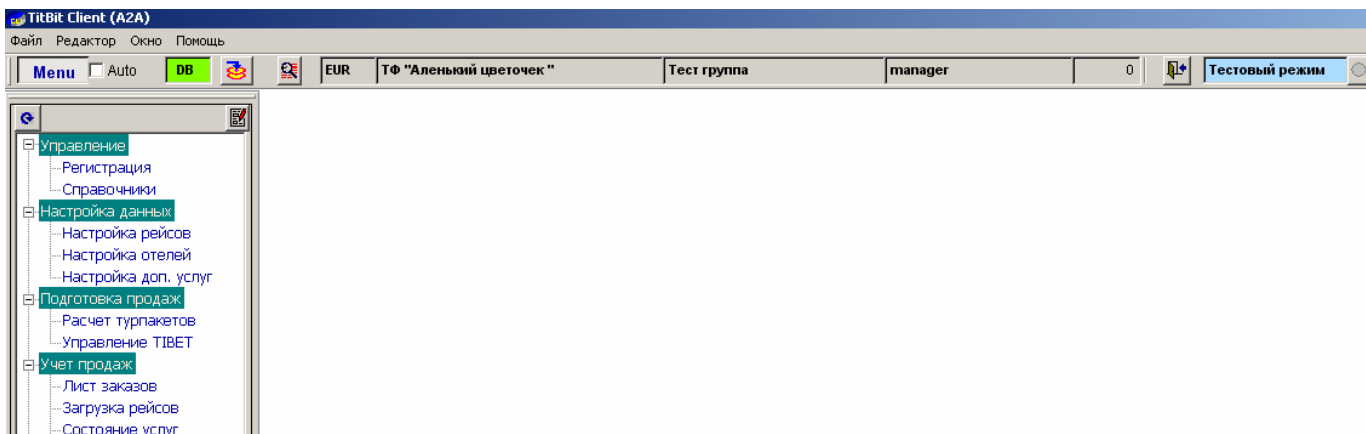 TitBit Client (A2A)
Файл Редактор Окно Помощь
Menu Auto DB EUR ТФ "Аленький цветочек " Тест группа manager 0 Тестовый режим
Управление
Регистрация
Справочники
Настройка данных
Настройка рейсов
Настройка отелей
Настройка доп. услуг
Подготовка продаж
Расчет турпакетов
Управление TIBET
Учет продаж
Лист заказов
Загрузка рейсов
Состояние услуг